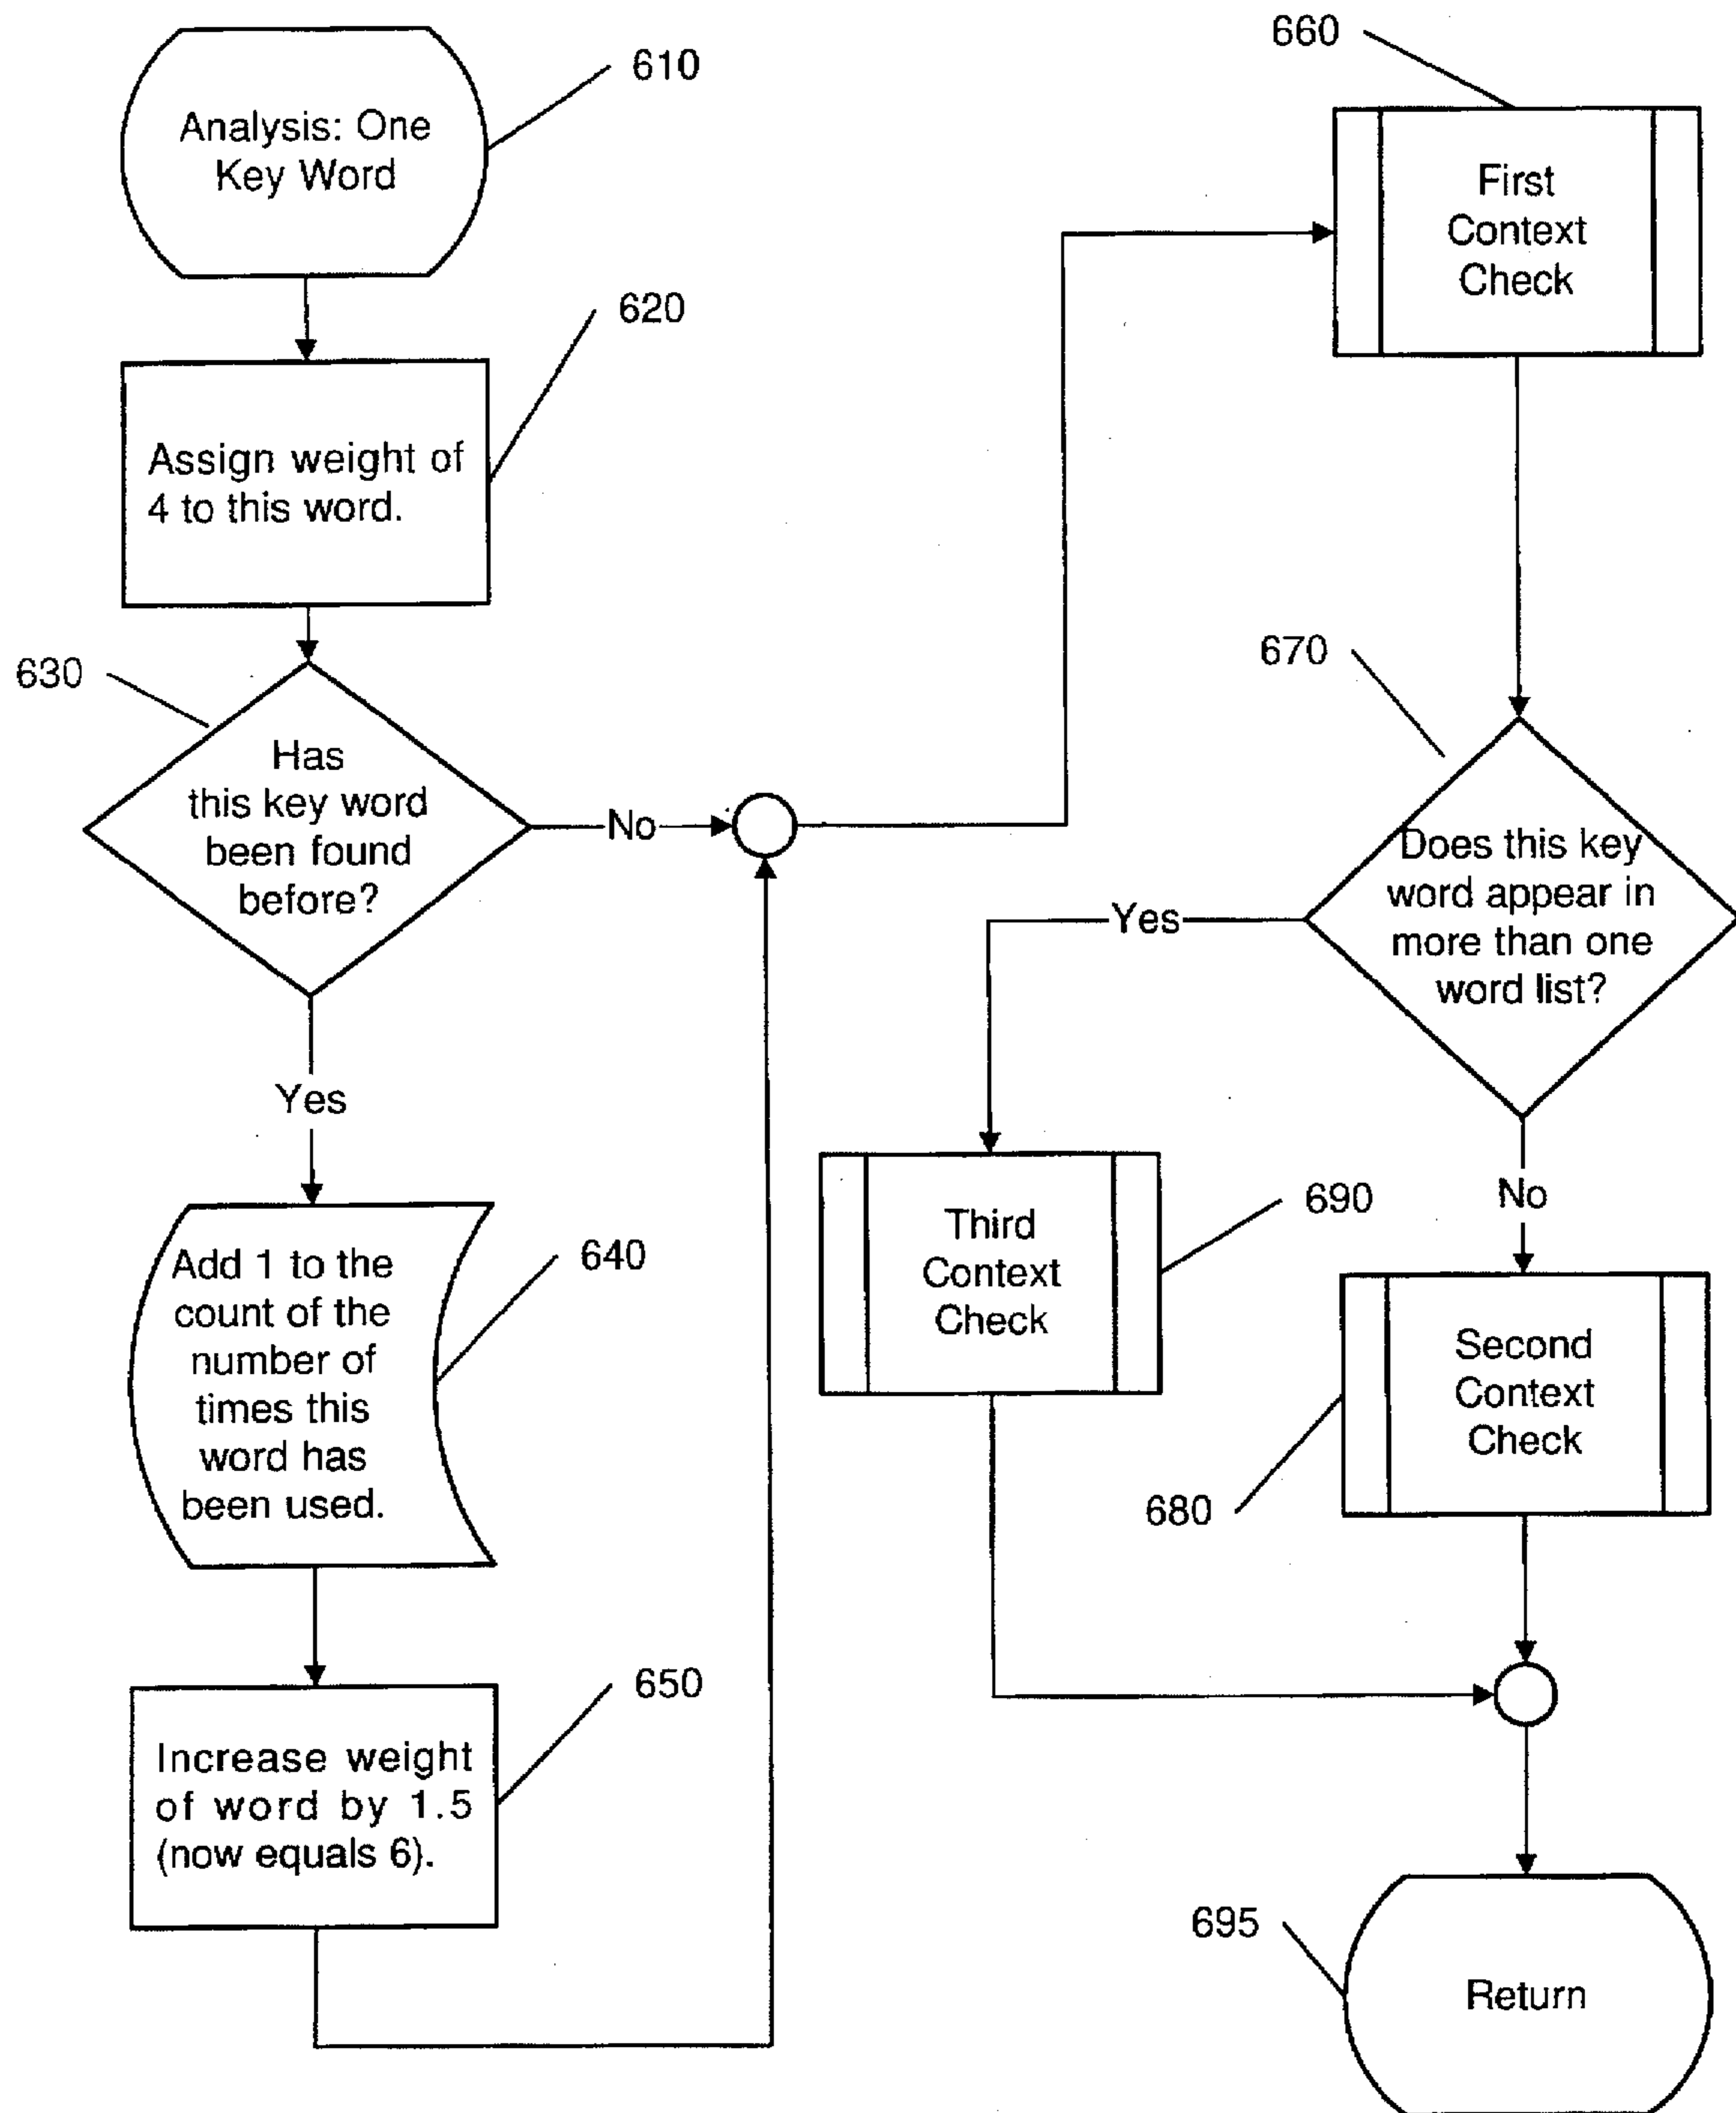 610
Analysis: One
Key Word
620
Assign weight of
4 to this word.
630
Has
this key word
been found
before?
No
Yes
640
Add 1 to the
count of the
number of
times this
word has
been used.
650
Increase weight
of word by 1.5
(now equals 6).
660
First
Context
Check
670
Does this key
word appear in
more than one
word list?
Yes
No
690
Third
Context
Check
680
Second
Context
Check
695
Return